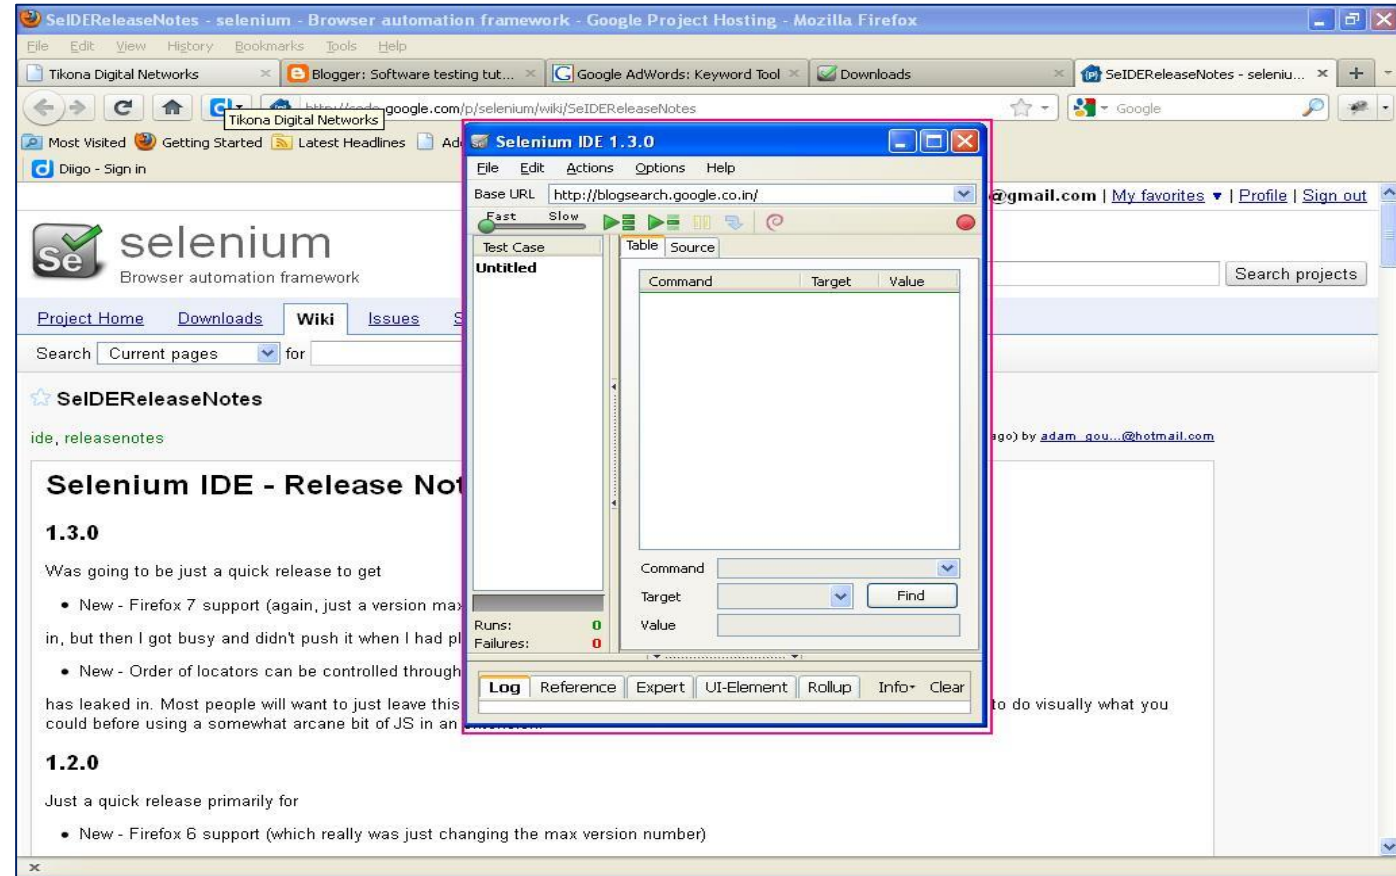 SeIDEReleaseNotes - selenium - Browser automation framework - Google Project Hosting - Mozilla Firefox
File Edit View History Bookmarks Tools Help
Tikona Digital Networks
Blogger: Software testing tut...
Google AdWords: Keyword Tool
Downloads
SeIDEReleaseNotes - seleniu...
google.com/p/selenium/wiki/SeIDEReleaseNotes
Google
Tikona Digital Networks
Most Visited Getting Started Latest Headlines
Diigo - Sign in
@gmail.com | My favorites ▼ | Profile | Sign out
Se
selenium
Browser automation framework
Search projects
Project Home Downloads Wiki Issues S
Search Current pages for
SeIDEReleaseNotes
ide, releasenotes
ago) by adam_gou...@hotmail.com
Selenium IDE - Release Not
1.3.0
Was going to be just a quick release to get
• New - Firefox 7 support (again, just a version max
in, but then I got busy and didn't push it when I had pl
• New - Order of locators can be controlled through
has leaked in. Most people will want to just leave this
to do visually what you
could before using a somewhat arcane bit of JS in an
1.2.0
Just a quick release primarily for
• New - Firefox 6 support (which really was just changing the max version number)
Selenium IDE 1.3.0
File Edit Actions Options Help
Base URL http://blogsearch.google.co.in/
Fast Slow
Test Case
Untitled
Table Source
Command Target Value
Command
Target
Find
Value
Runs: 0
Failures: 0
Log Reference Expert UI-Element Rollup Info Clear